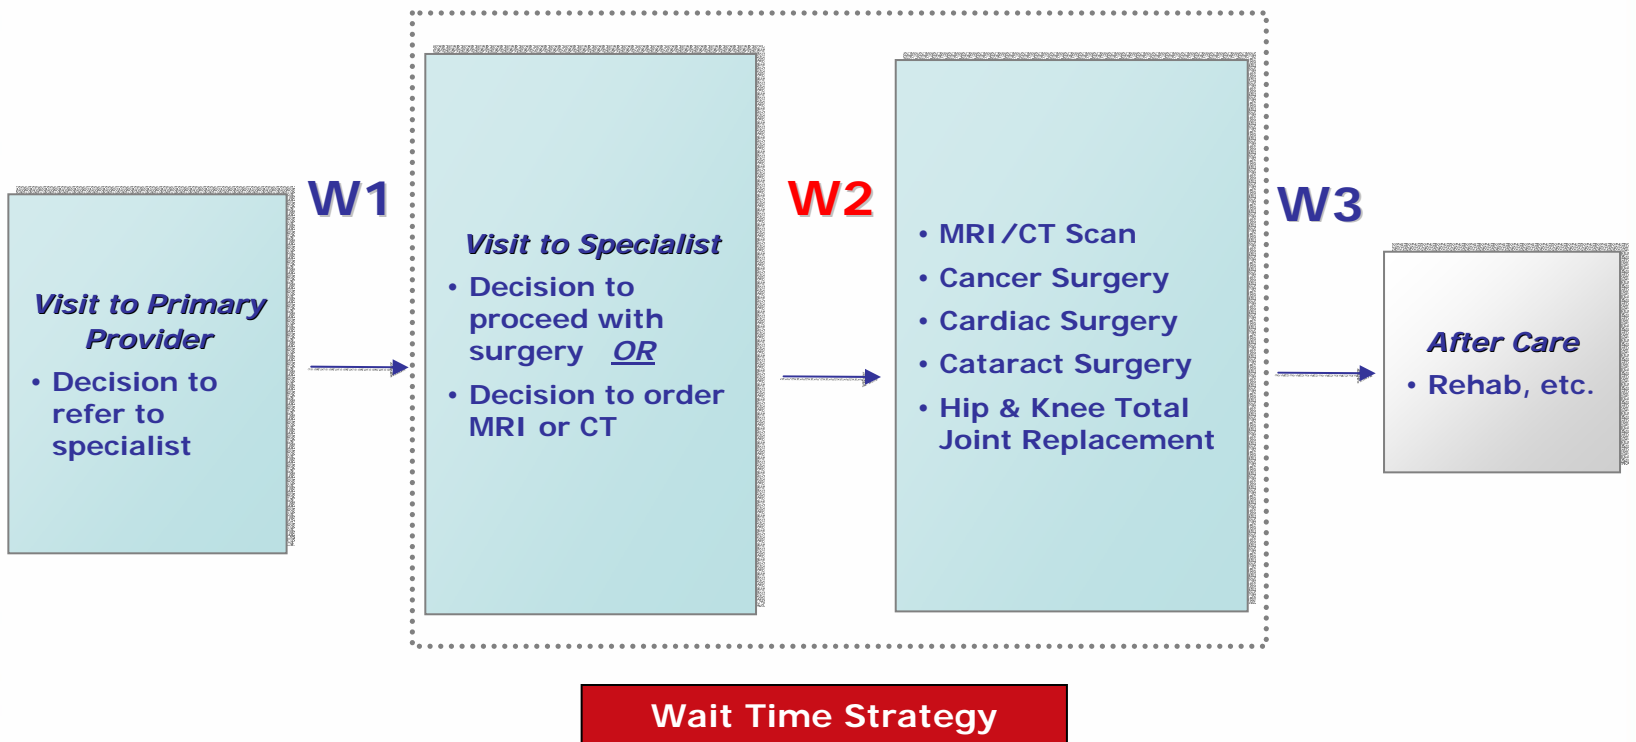 Visit to Primary
Provider
• Decision to
refer to
specialist
W1
Visit to Specialist
• Decision to
proceed with
surgery OR
• Decision to order
MRI or CT
W2
• MRI/CT Scan
• Cancer Surgery
• Cardiac Surgery
• Cataract Surgery
• Hip & Knee Total
Joint Replacement
W3
After Care
• Rehab, etc.
Wait Time Strategy